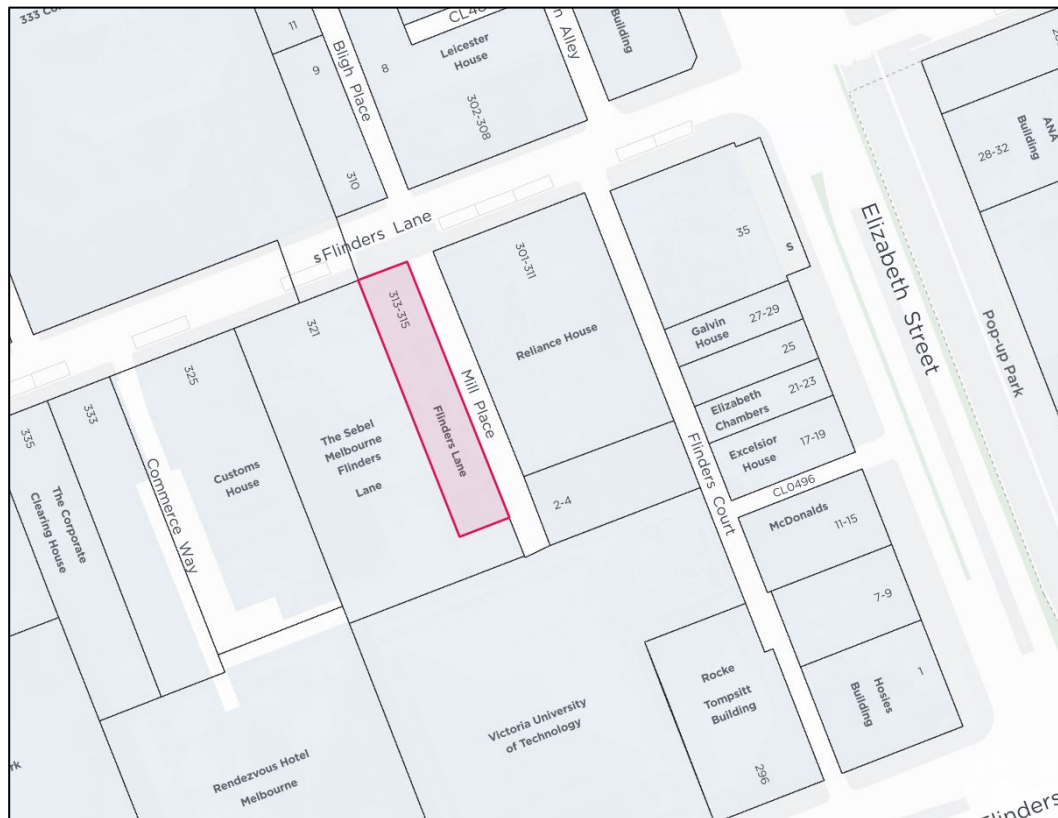 333 Co
11
9
310
Bligh Place
8
CL4
Leicester
House
302-308
n Alley
Building
28-32
ANA
Building
s
Flinders Lane
313-315
Flinders Lane
Mill Place
301-311
Reliance House
35
s
Galvin
House
27-29
25
Elizabeth
Chambers
21-23
Excelsior
House
17-19
CL0496
McDonalds
11-15
7-9
1
Hosies
Building
Elizabeth Street
Pop-up Park
Flinders Court
2-4
321
The Sebel
Melbourne
Flinders
Lane
325
Customs
House
Commerce Way
333
335
The Corporate
Clearing House
rk
Rendezvous Hotel
Melbourne
Victoria University
of Technology
Rocke
Tompsitt
Building
296
Flinders